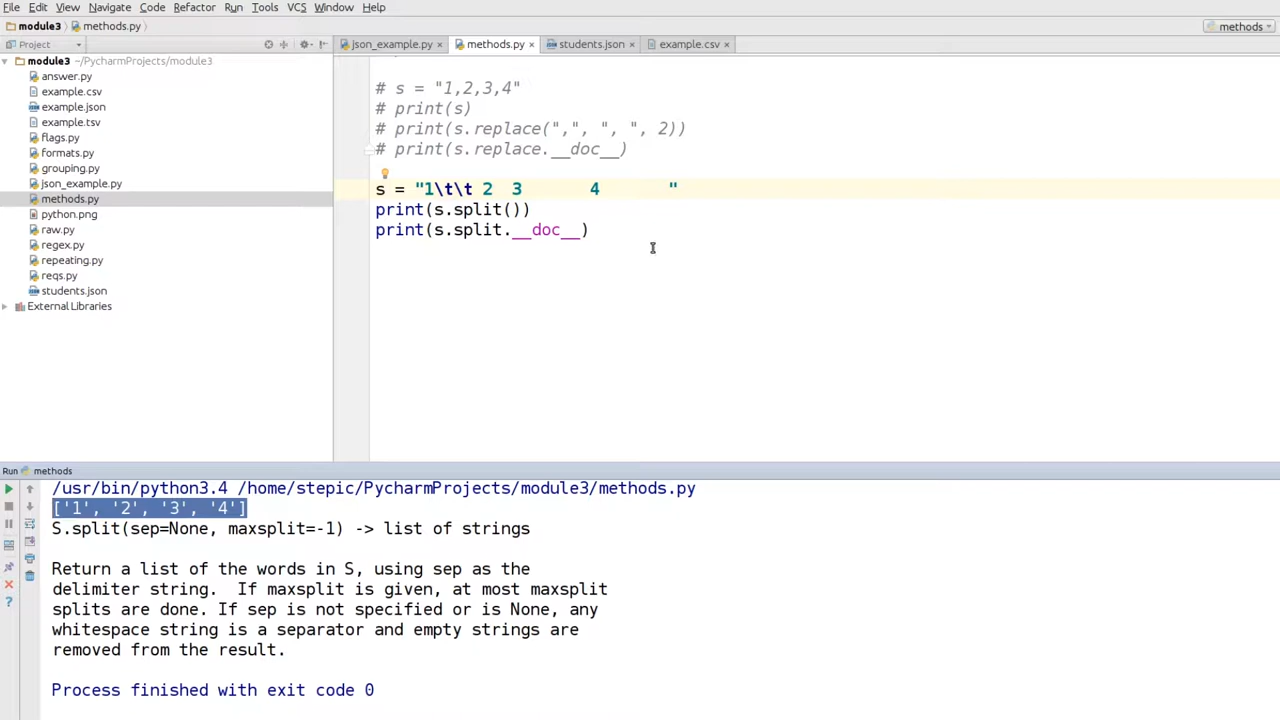 File Edit View Navigate Code Refactor Run Tools VCS Window Help
module3 methods.py methods
Project json_example.py methods.py students.json example.csv
module3 ~/PycharmProjects/module3
answer.py
example.csv
example.json
example.tsv
flags.py
formats.py
grouping.py
json_example.py
methods.py
python.png
raw.py
regex.py
repeating.py
reqs.py
students.json
External Libraries
# s = "1,2,3,4"
# print(s)
# print(s.replace(",", ", ", 2))
# print(s.replace.__doc__)
s = "1\t\t 2  3       4       "
print(s.split())
print(s.split.__doc__)
Run methods
/usr/bin/python3.4 /home/stepic/PycharmProjects/module3/methods.py
['1', '2', '3', '4']
S.split(sep=None, maxsplit=-1) -> list of strings
Return a list of the words in S, using sep as the
delimiter string.  If maxsplit is given, at most maxsplit
splits are done. If sep is not specified or is None, any
whitespace string is a separator and empty strings are
removed from the result.
Process finished with exit code 0